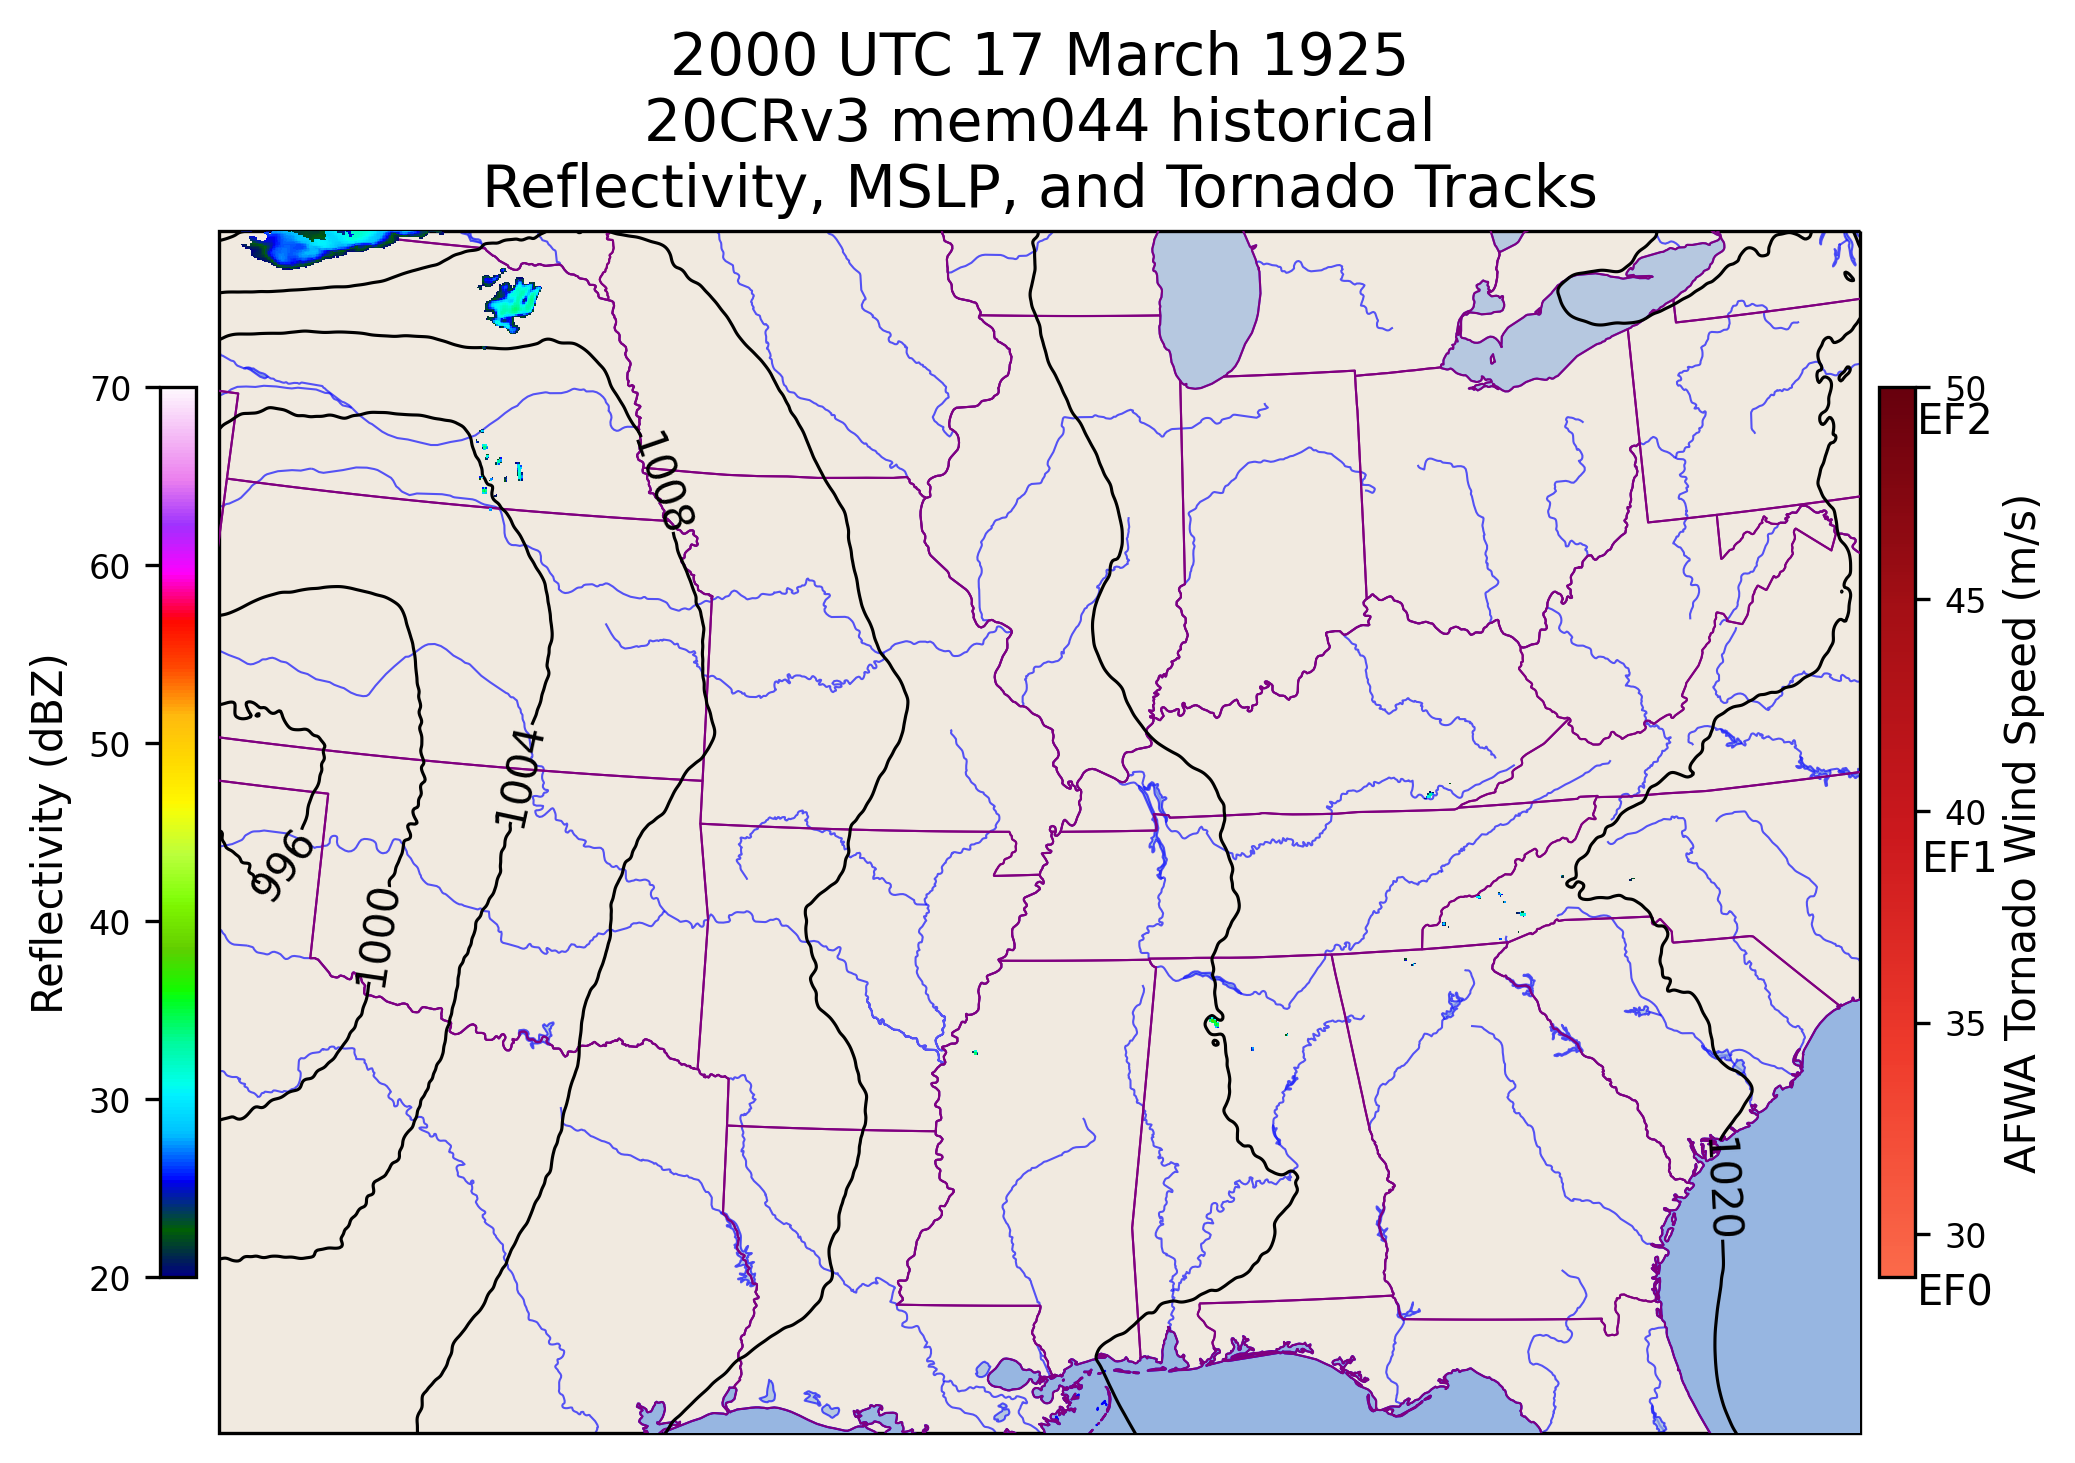 2000 UTC 17 March 1925
20CRv3 mem044 historical
Reflectivity, MSLP, and Tornado Tracks
Reflectivity (dBZ)
70
60
50
40
30
20
1008
1004
1000
996
1020
50
EF2
45
40
EF1
35
30
EF0
AFWA Tornado Wind Speed (m/s)